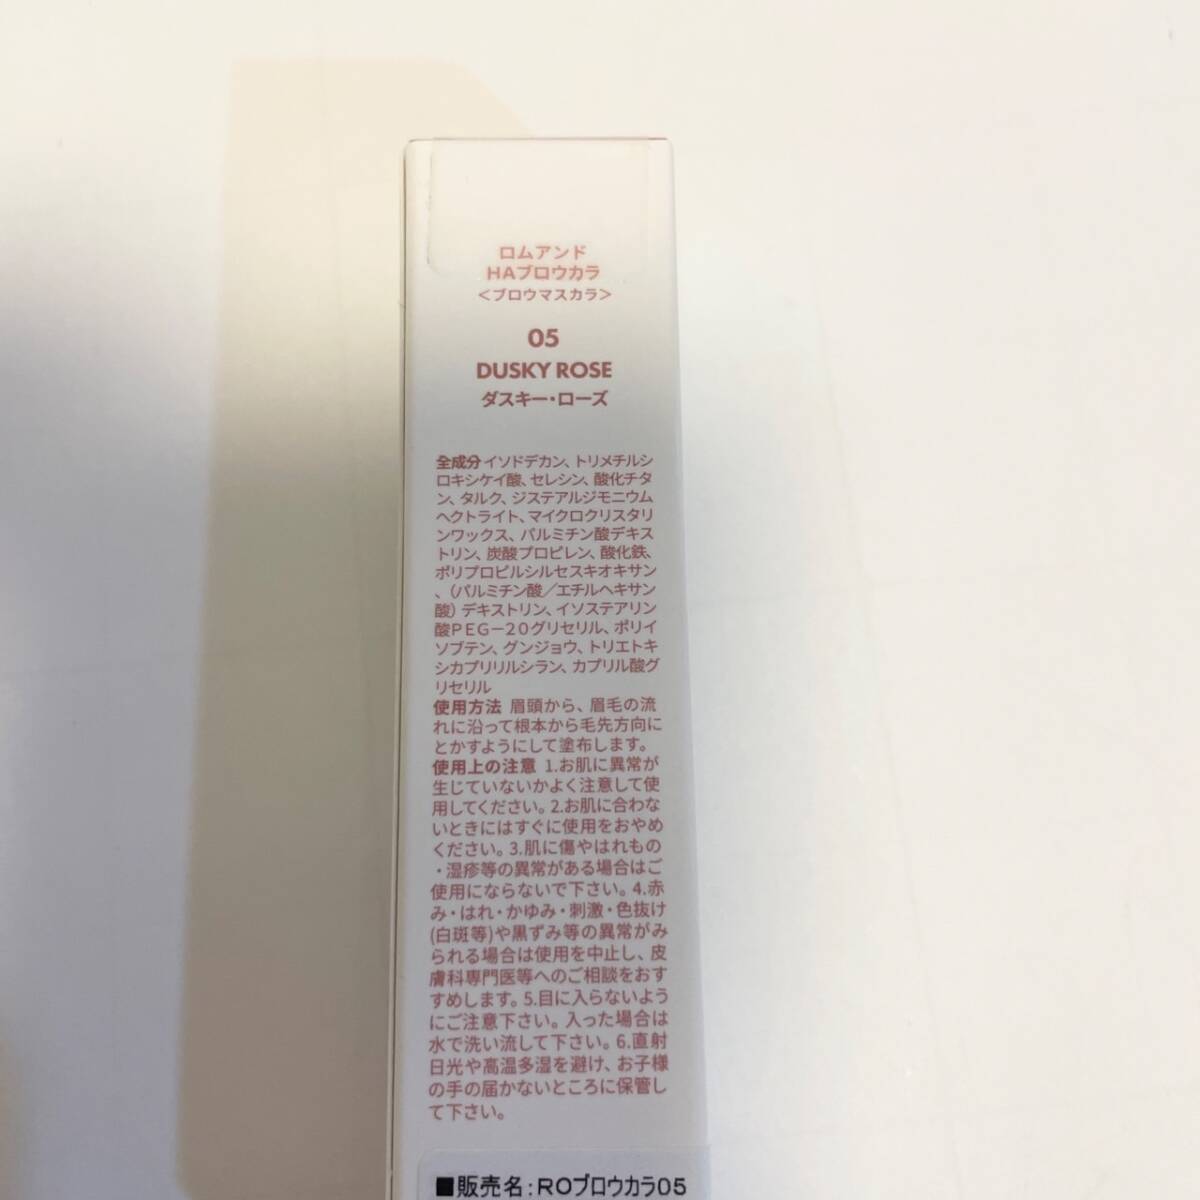 ロムアンド
HAブロウカラ
＜ブロウマスカラ＞
05
DUSKY ROSE
ダスキー・ローズ
全成分 イソドデカン、トリメチルシ
ロキシケイ酸、セレシン、酸化チタ
ン、タルク、ジステアルジモニウム
ヘクトライト、マイクロクリスタリ
ンワックス、パルミチン酸デキス
トリン、炭酸プロピレン、酸化鉄、
ポリプロピルシルセスキオキサン
、（パルミチン酸／エチルヘキサン
酸）デキストリン、イソステアリン
酸ＰＥＧ－２０グリセリル、ポリイ
ソブテン、グンジョウ、トリエトキ
シカプリリルシラン、カプリル酸グ
リセリル
使用方法 眉頭から、眉毛の流
れに沿って根本から毛先方向に
とかすようにして塗布します。
使用上の注意 1.お肌に異常が
生じていないかよく注意して使
用してください。2.お肌に合わな
いときにはすぐに使用をおやめ
ください。3.肌に傷やはれもの
・湿疹等の異常がある場合はご
使用にならないで下さい。4.赤
み・はれ・かゆみ・刺激・色抜け
(白斑等)や黒ずみ等の異常がみ
られる場合は使用を中止し、皮
膚科専門医等へのご相談をおす
すめします。5.目に入らないよう
にご注意下さい。入った場合は
水で洗い流して下さい。6.直射
日光や高温多湿を避け、お子様
の手の届かないところに保管し
て下さい。
■販売名：ROブロウカラ05